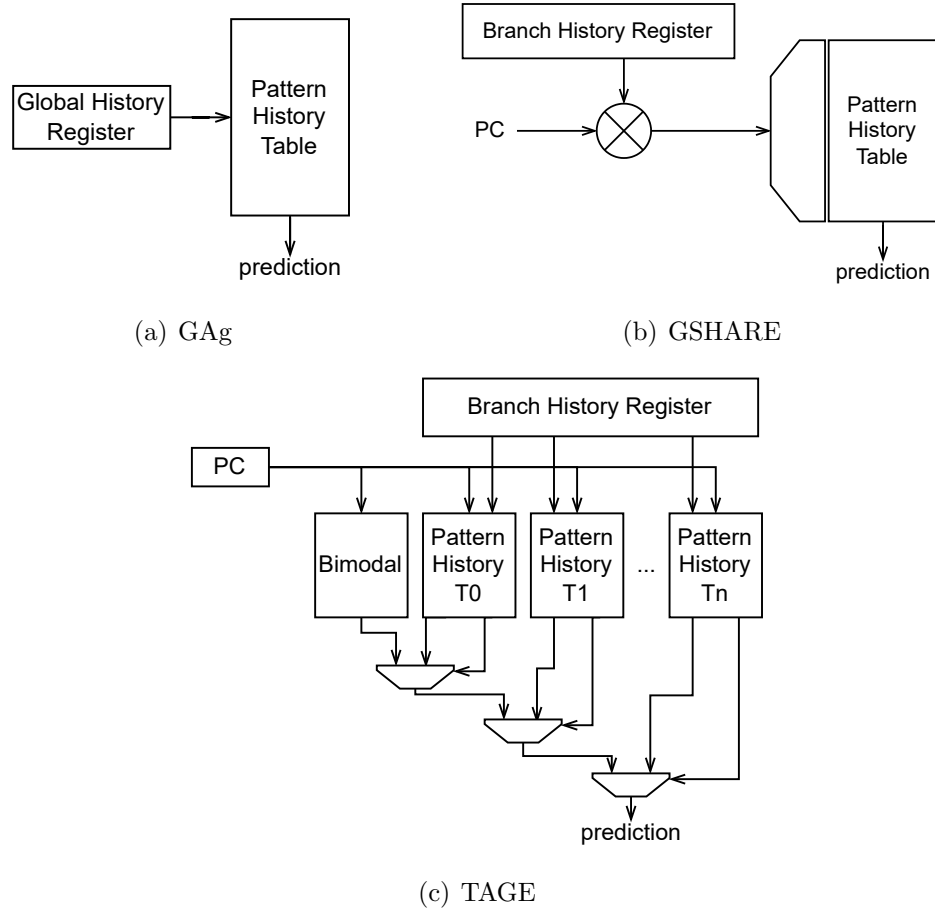 Global History
Register
Pattern
History
Table
prediction
(a) GAg
Branch History Register
PC
Pattern
History
Table
prediction
(b) GSHARE
Branch History Register
PC
Bimodal
Pattern
History
T0
Pattern
History
T1
...
Pattern
History
Tn
prediction
(c) TAGE